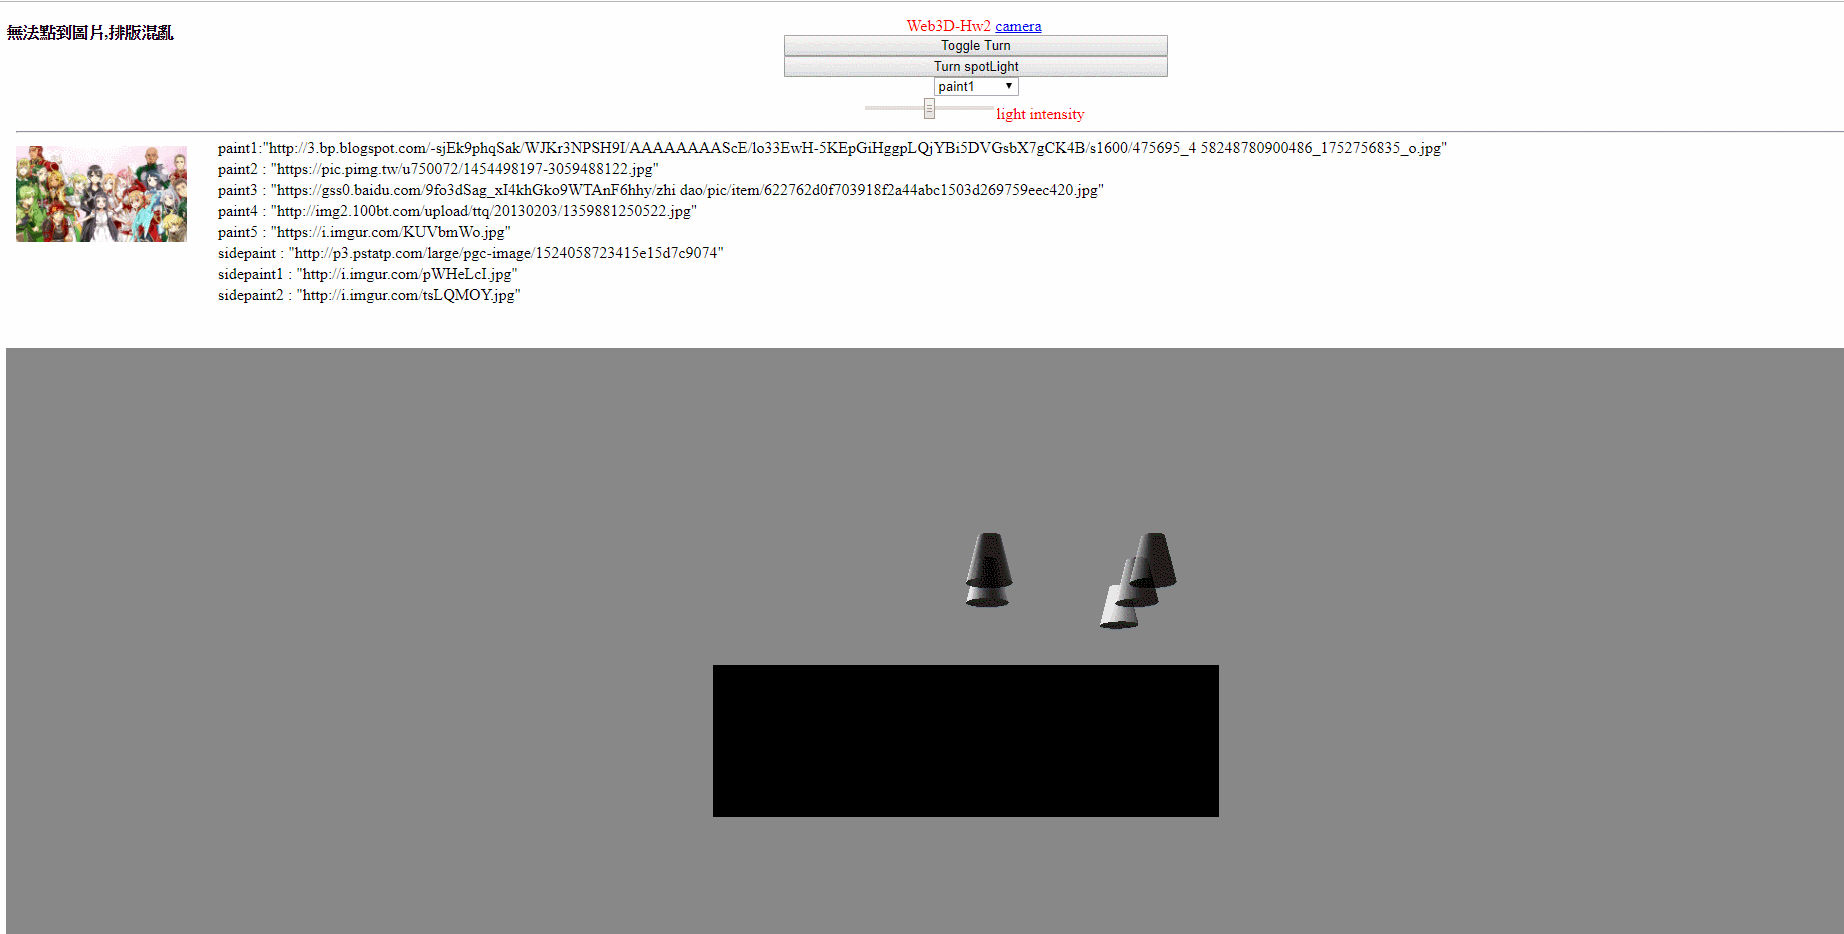 無法點到圖片,排版混亂
Web3D-Hw2 camera
Toggle Turn
Turn spotLight
paint1
light intensity
paint1:"http://3.bp.blogspot.com/-sjEk9phqSak/WJKr3NPSH9I/AAAAAAAAScE/lo33EwH-5KEpGiHggpLQjYBi5DVGsbX7gCK4B/s1600/475695_4 58248780900486_1752756835_o.jpg"
paint2 : "https://pic.pimg.tw/u750072/1454498197-3059488122.jpg"
paint3 : "https://gss0.baidu.com/9fo3dSag_xI4khGko9WTAnF6hhy/zhi dao/pic/item/622762d0f703918f2a44abc1503d269759eec420.jpg"
paint4 : "http://img2.100bt.com/upload/ttq/20130203/1359881250522.jpg"
paint5 : "https://i.imgur.com/KUVbmWo.jpg"
sidepaint : "http://p3.pstatp.com/large/pgc-image/1524058723415e15d7c9074"
sidepaint1 : "http://i.imgur.com/pWHeLcI.jpg"
sidepaint2 : "http://i.imgur.com/tsLQMOY.jpg"